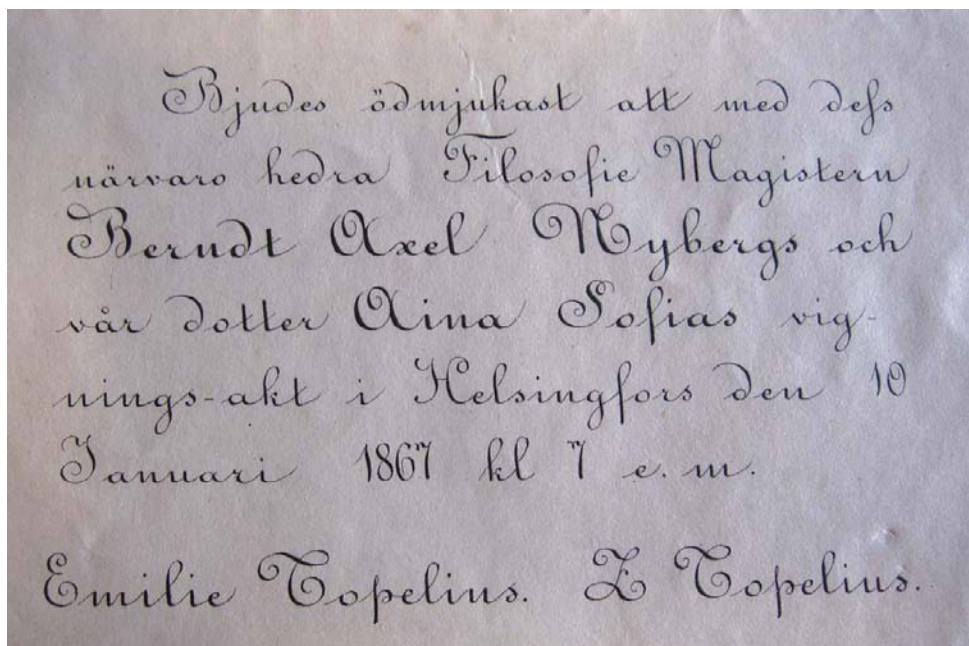 Bjudes ödmjukast att med dess
närvaro hedra Filosofie Magistern
Berndt Axel Nybergs och
vår dotter Aina Sofias vig-
nings-akt i Helsingfors den 10
Januari 1867 kl 7 e. m.
Emilie Topelius. Z Topelius.